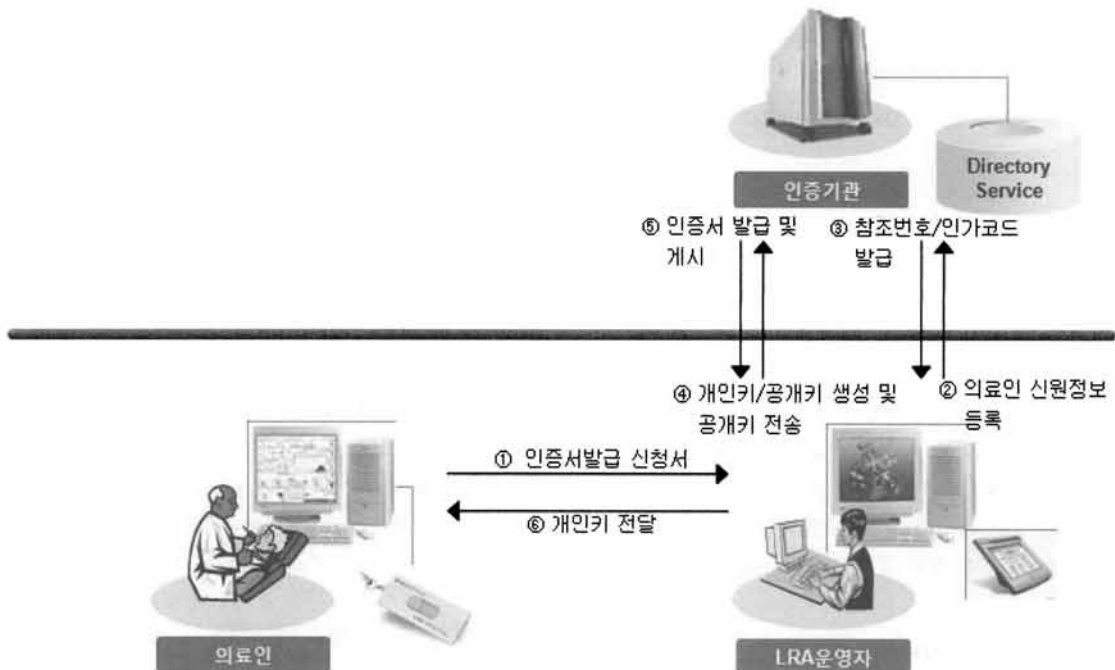 Directory
Service
인증기관
⑤ 인증서 발급 및
게시
③ 참조번호/인가코드
발급
④ 개인키/공개키 생성 및
공개키 전송
② 의료인 신원정보
등록
① 인증서발급 신청서
⑥ 개인키 전달
의료인
LRA운영자